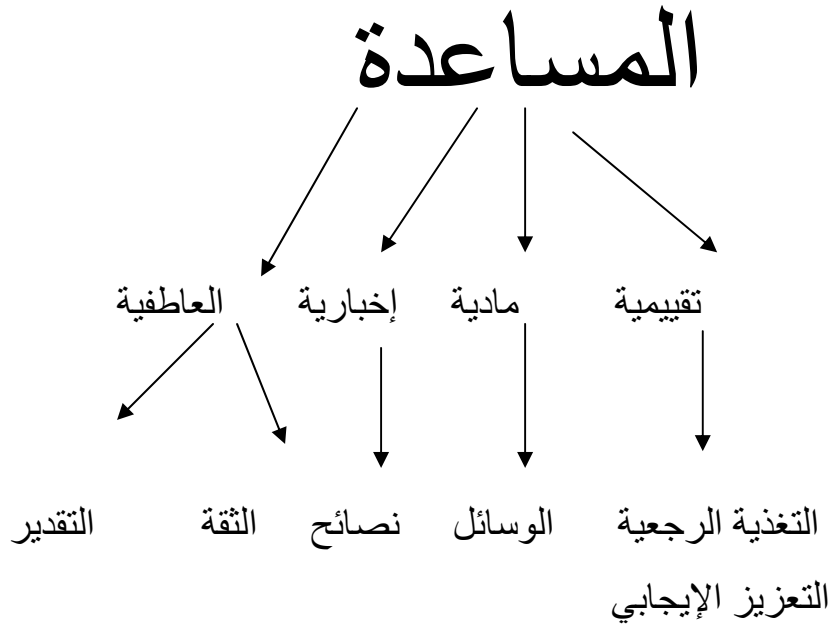 المساعدة
تقييمية مادية إخبارية العاطفية
التغذية الرجعية الوسائل نصائح الثقة التقدير
التعزيز الإيجابي